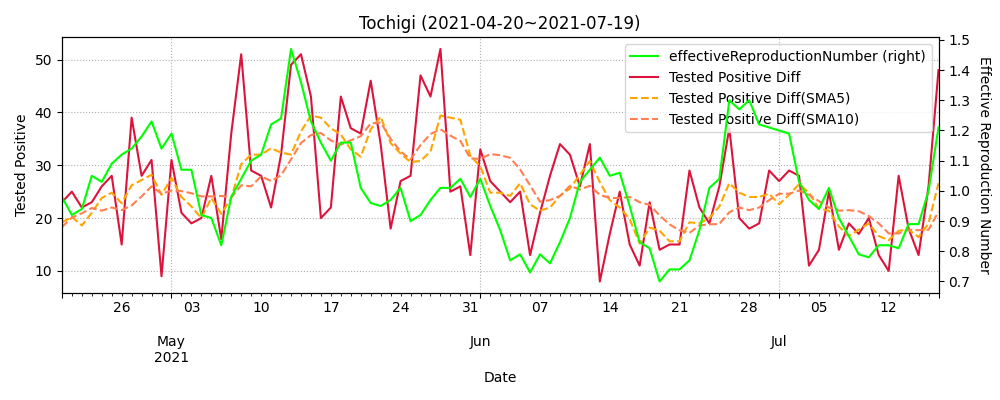 Tochigi (2021-04-20~2021-07-19)
effectiveReproductionNumber (right)
Tested Positive Diff
Tested Positive Diff(SMA5)
Tested Positive Diff(SMA10)
Tested Positive
50
40
30
20
10
1.5
1.4
1.3
1.2
1.1
1.0
0.9
0.8
0.7
Effective Reproduction Number
26 03 10 17 24 31 07 14 21 28 05 12
May Jun Jul
2021
Date